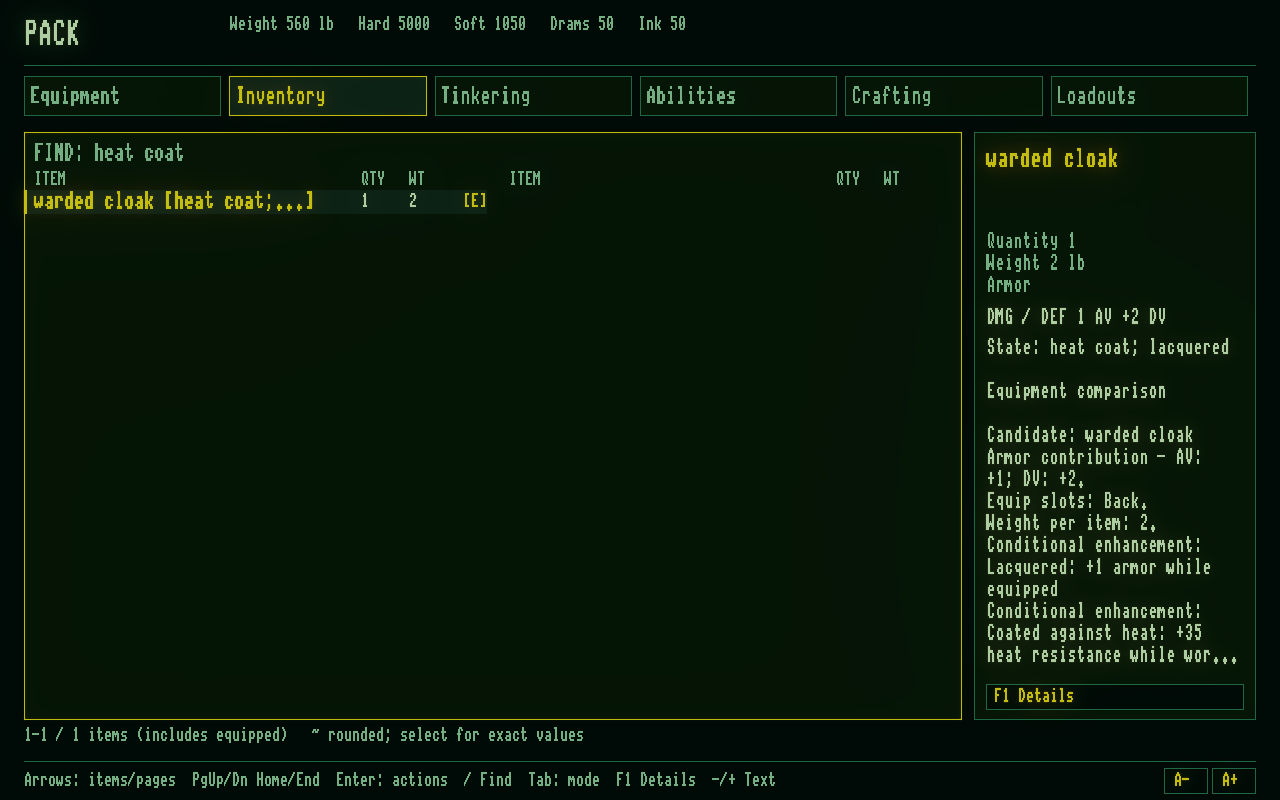 PACK
Weight 560 lb Hard 5000 Soft 1050 Drams 50 Ink 50
Equipment Inventory Tinkering Abilities Crafting Loadouts
FIND: heat coat
ITEM QTY WT ITEM QTY WT
warded cloak [heat coat;...] 1 2 [E]
warded cloak
Quantity 1
Weight 2 lb
Armor
DMG / DEF 1 AV +2 DV
State: heat coat; lacquered
Equipment comparison
Candidate: warded cloak
Armor contribution — AV:
+1; DV: +2.
Equip slots: Back.
Weight per item: 2.
Conditional enhancement:
Lacquered: +1 armor while
equipped
Conditional enhancement:
Coated against heat: +35
heat resistance while wor...
F1 Details
1-1 / 1 items (includes equipped) ~ rounded; select for exact values
Arrows: items/pages PgUp/Dn Home/End Enter: actions / Find Tab: mode F1 Details -/+ Text
A- A+